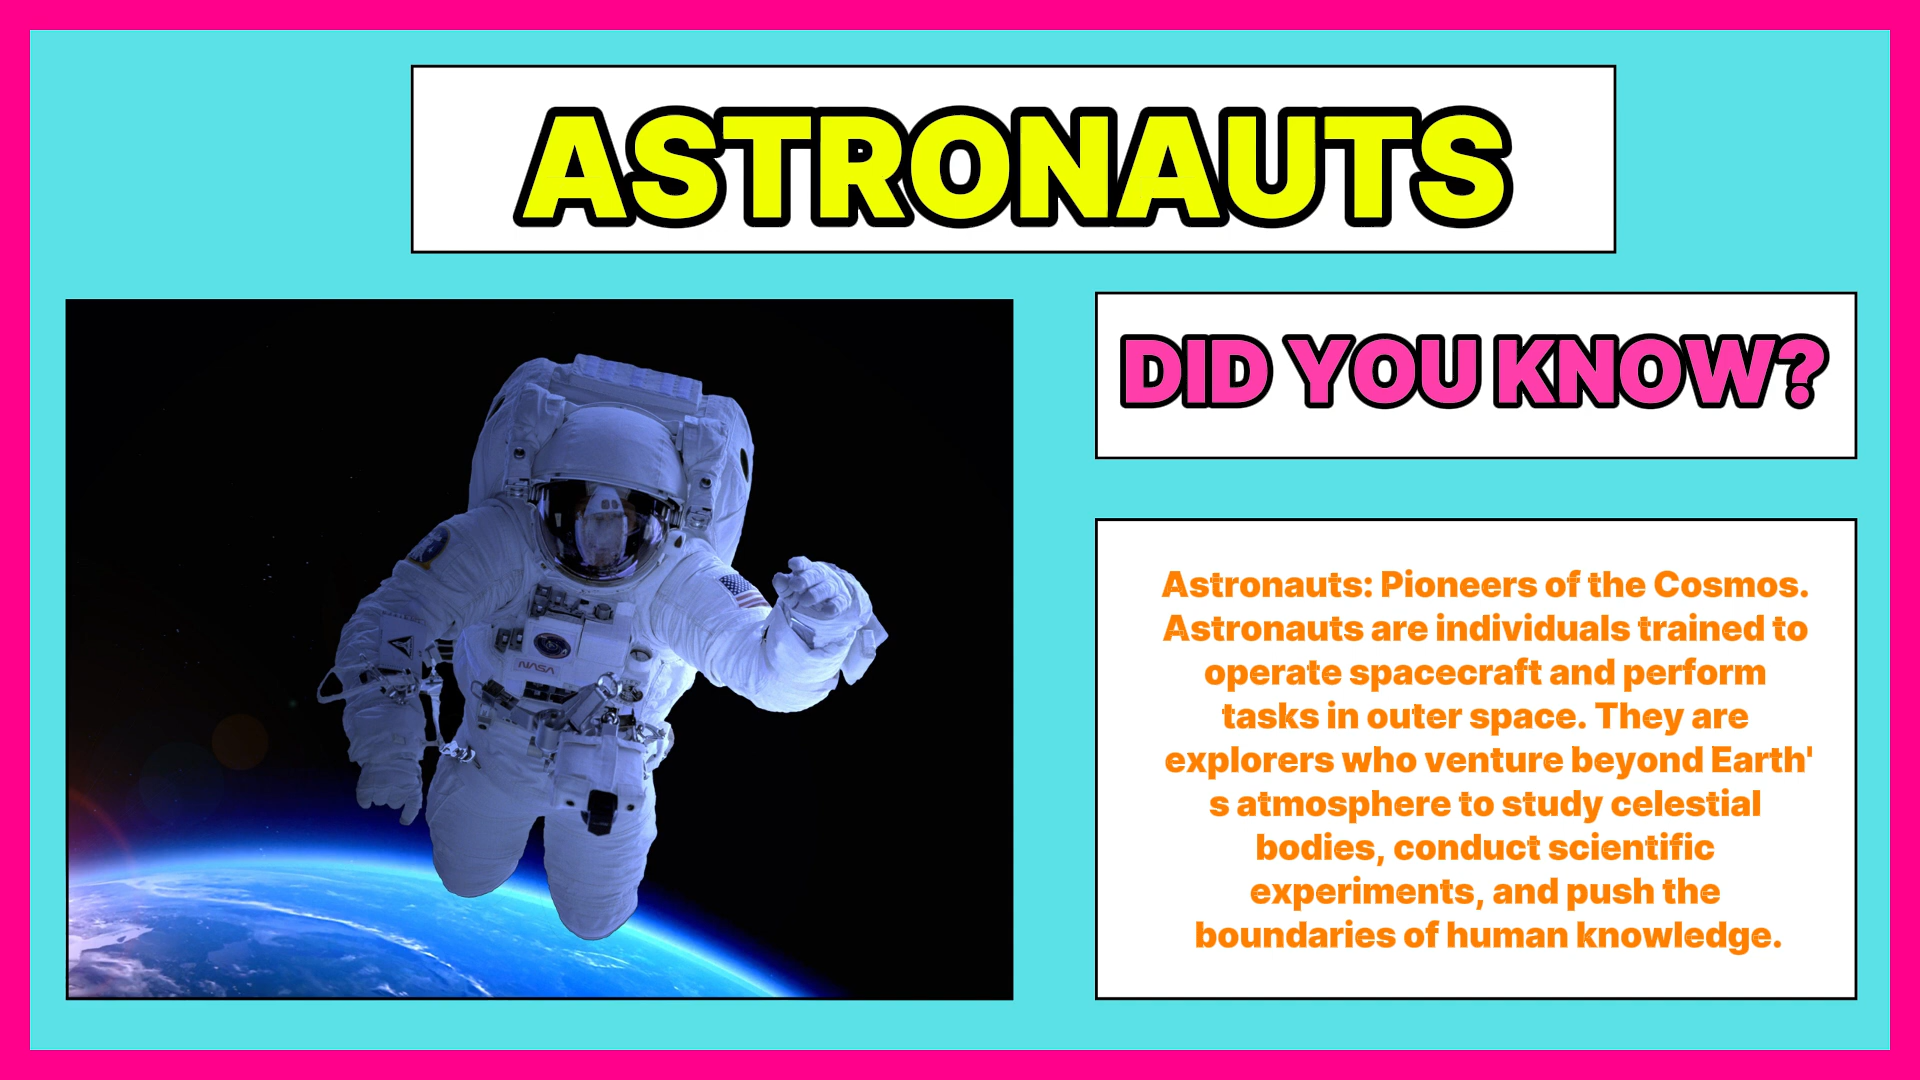 ASTRONAUTS
DID YOU KNOW?
NASA
Astronauts: Pioneers of the Cosmos.
Astronauts are individuals trained to
operate spacecraft and perform
tasks in outer space. They are
explorers who venture beyond Earth'
s atmosphere to study celestial
bodies, conduct scientific
experiments, and push the
boundaries of human knowledge.